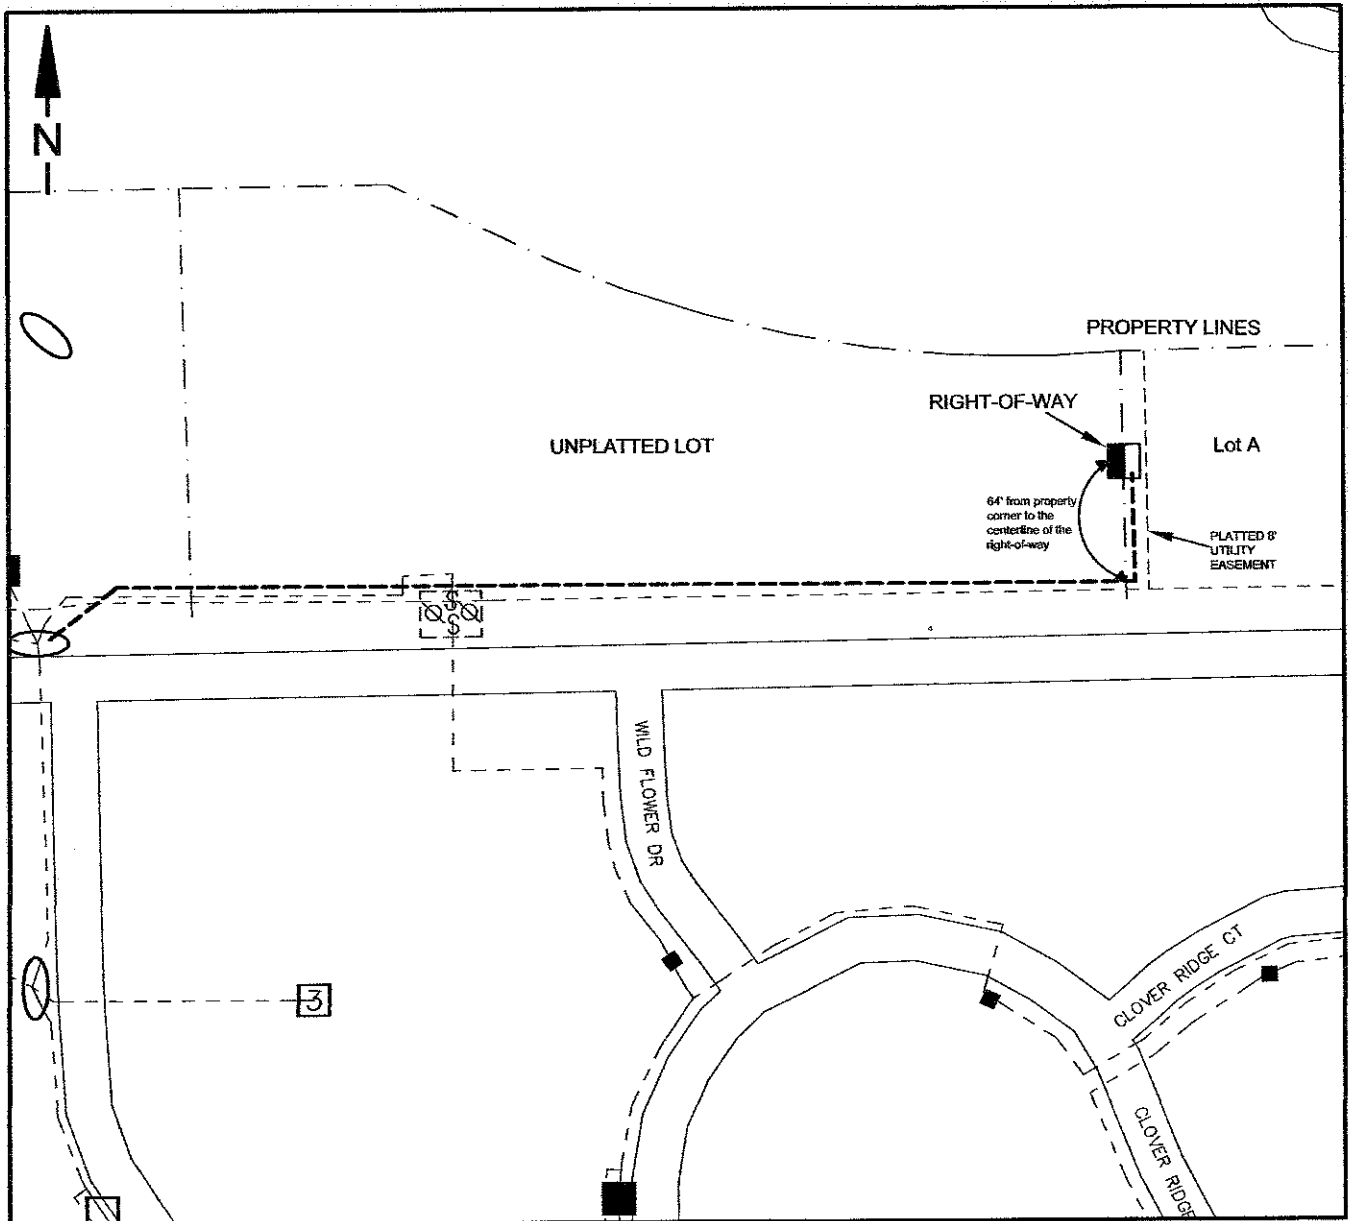 N
PROPERTY LINES
RIGHT-OF-WAY
UNPLATTED LOT
Lot A
64' from property
corner to the
centerline of the
right-of-way
PLATTED 8'
UTILITY
EASEMENT
S
S
WILD FLOWER DR
CLOVER RIDGE CT
3
CLOVER RIDGE